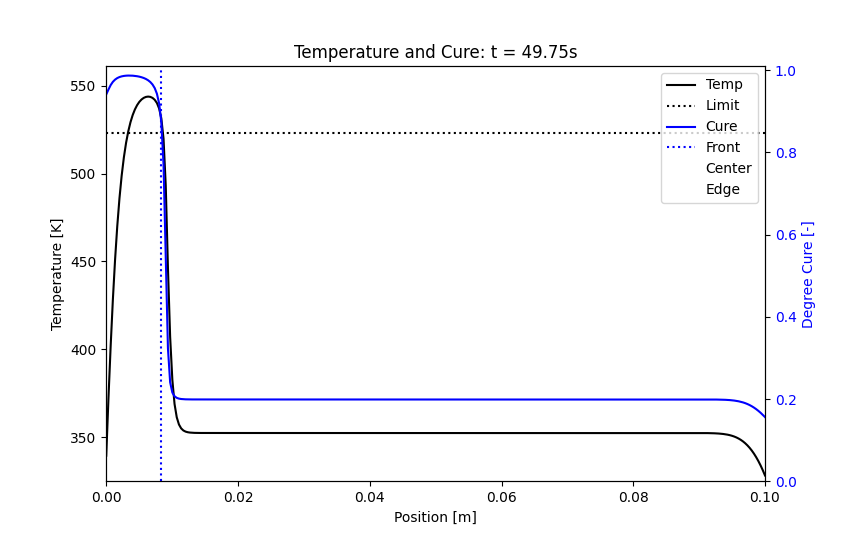 Temperature and Cure: t = 49.75s
Temp
Limit
Cure
Front
Center
Edge
Temperature [K]
550
500
450
400
350
Degree Cure [-]
1.0
0.8
0.6
0.4
0.2
0.0
0.00 0.02 0.04 0.06 0.08 0.10
Position [m]